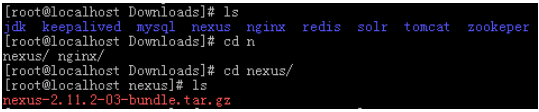 [root@localhost Downloads]# ls
jdk keepalived mysql nexus nginx redis solr tomcat zookeper
[root@localhost Downloads]# cd n
nexus/ nginx/
[root@localhost Downloads]# cd nexus/
[root@localhost nexus]# ls
nexus-2.11.2-03-bundle.tar.gz